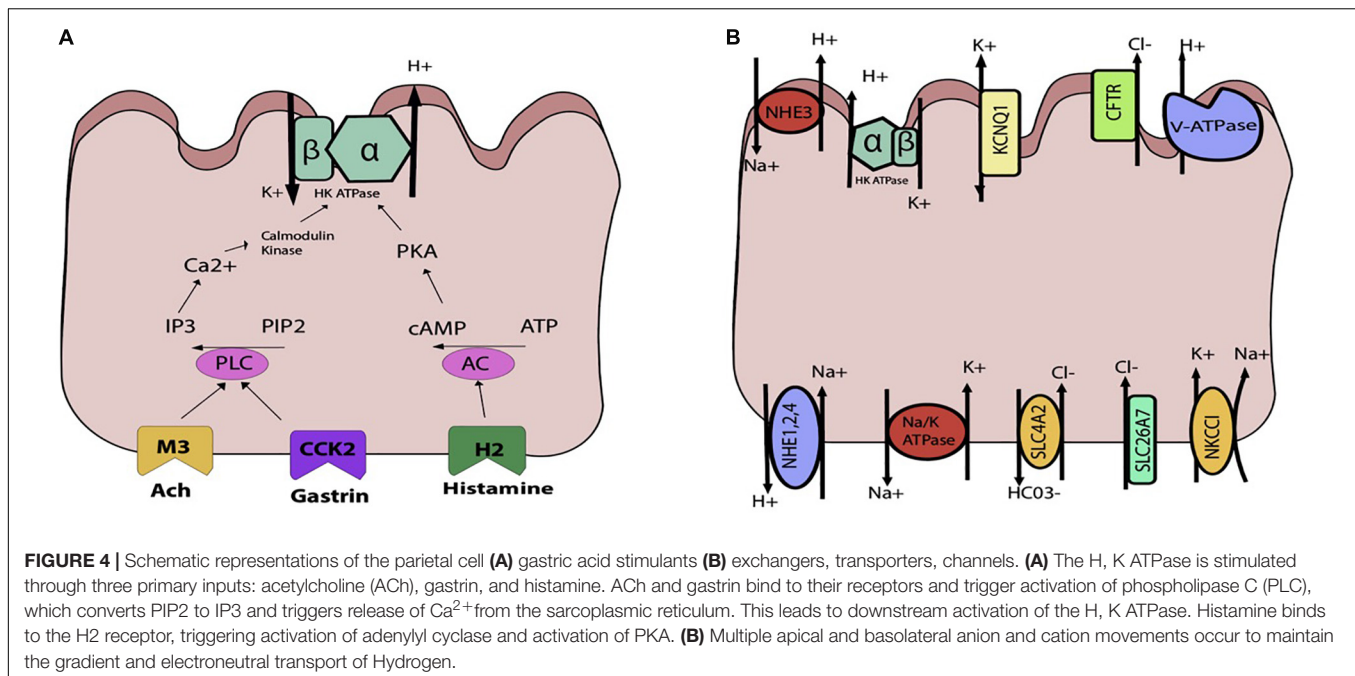 A
H+
β
α
K+
HK ATPase
Calmodulin
Kinase
PKA
Ca2+
IP3
PIP2
cAMP
ATP
PLC
AC
M3
CCK2
H2
Ach
Gastrin
Histamine
B
H+
K+
Cl-
H+
H+
NHE3
KCNQ1
CFTR
V-ATPase
α
β
HK ATPase
Na+
K+
Na+
K+
Cl-
Cl-
K+
Na+
NHE1,2,4
Na/K
ATPase
SLC4A2
SLC26A7
NKCCI
H+
Na+
HC03-
FIGURE 4 | Schematic representations of the parietal cell (A) gastric acid stimulants (B) exchangers, transporters, channels. (A) The H, K ATPase is stimulated
through three primary inputs: acetylcholine (ACh), gastrin, and histamine. ACh and gastrin bind to their receptors and trigger activation of phospholipase C (PLC),
which converts PIP2 to IP3 and triggers release of Ca2+from the sarcoplasmic reticulum. This leads to downstream activation of the H, K ATPase. Histamine binds
to the H2 receptor, triggering activation of adenylyl cyclase and activation of PKA. (B) Multiple apical and basolateral anion and cation movements occur to maintain
the gradient and electroneutral transport of Hydrogen.